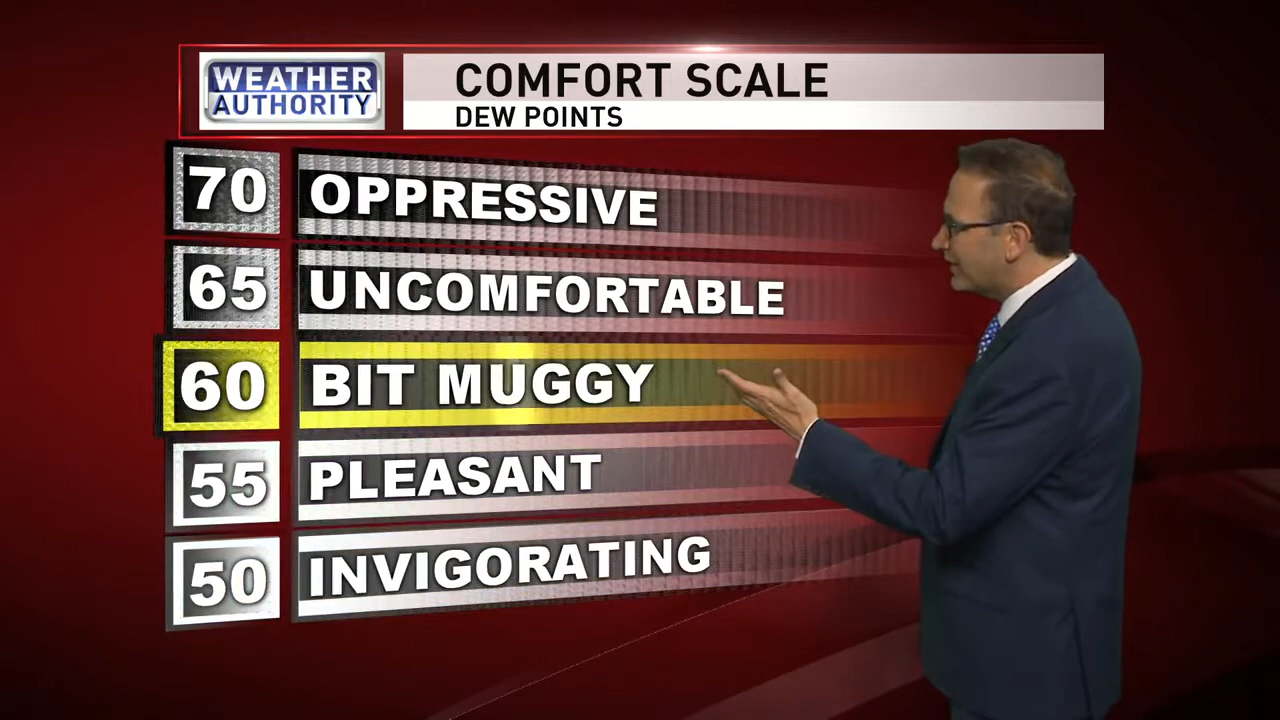 WEATHER
AUTHORITY
COMFORT SCALE
DEW POINTS
70 OPPRESSIVE
65 UNCOMFORTABLE
60 BIT MUGGY
55 PLEASANT
50 INVIGORATING